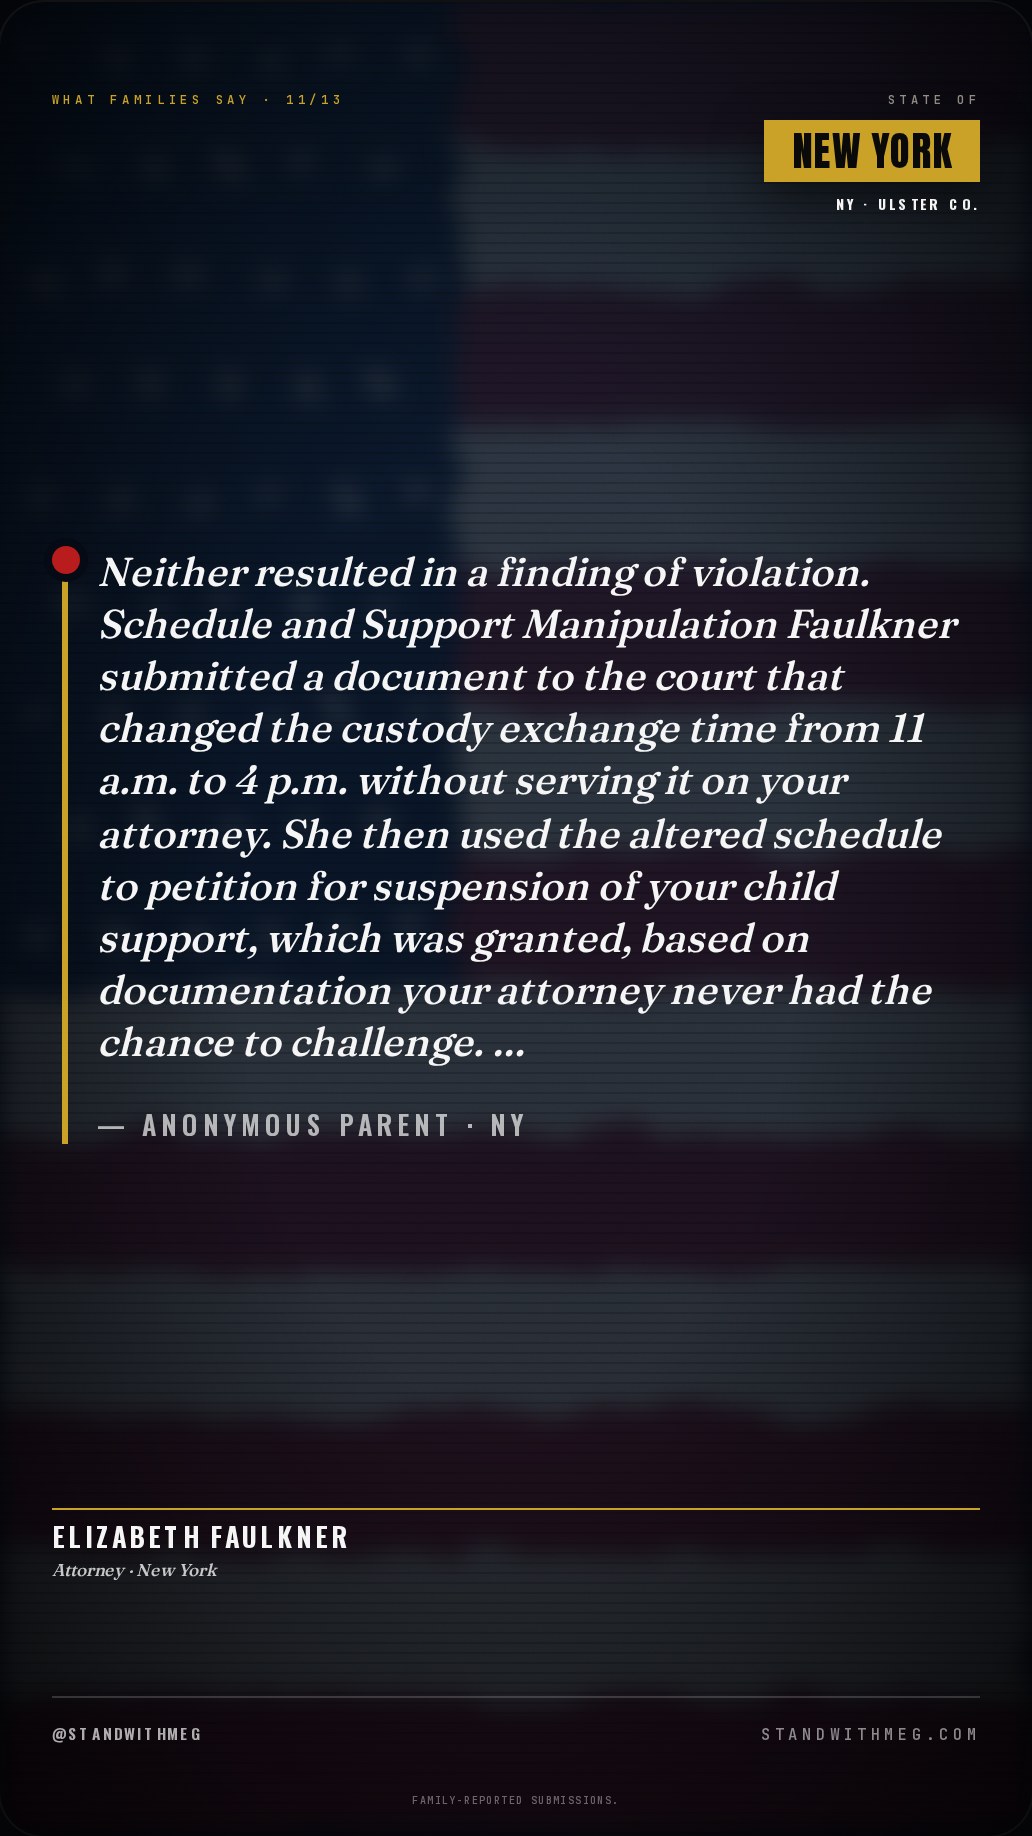 WHAT FAMILIES SAY · 11/13
STATE OF
NEW YORK
NY · ULSTER CO.
Neither resulted in a finding of violation.
Schedule and Support Manipulation Faulkner
submitted a document to the court that
changed the custody exchange time from 11
a.m. to 4 p.m. without serving it on your
attorney. She then used the altered schedule
to petition for suspension of your child
support, which was granted, based on
documentation your attorney never had the
chance to challenge. ...
— ANONYMOUS PARENT · NY
ELIZABETH FAULKNER
Attorney · New York
@STANDWITHMEG
STANDWITHMEG.COM
FAMILY-REPORTED SUBMISSIONS.